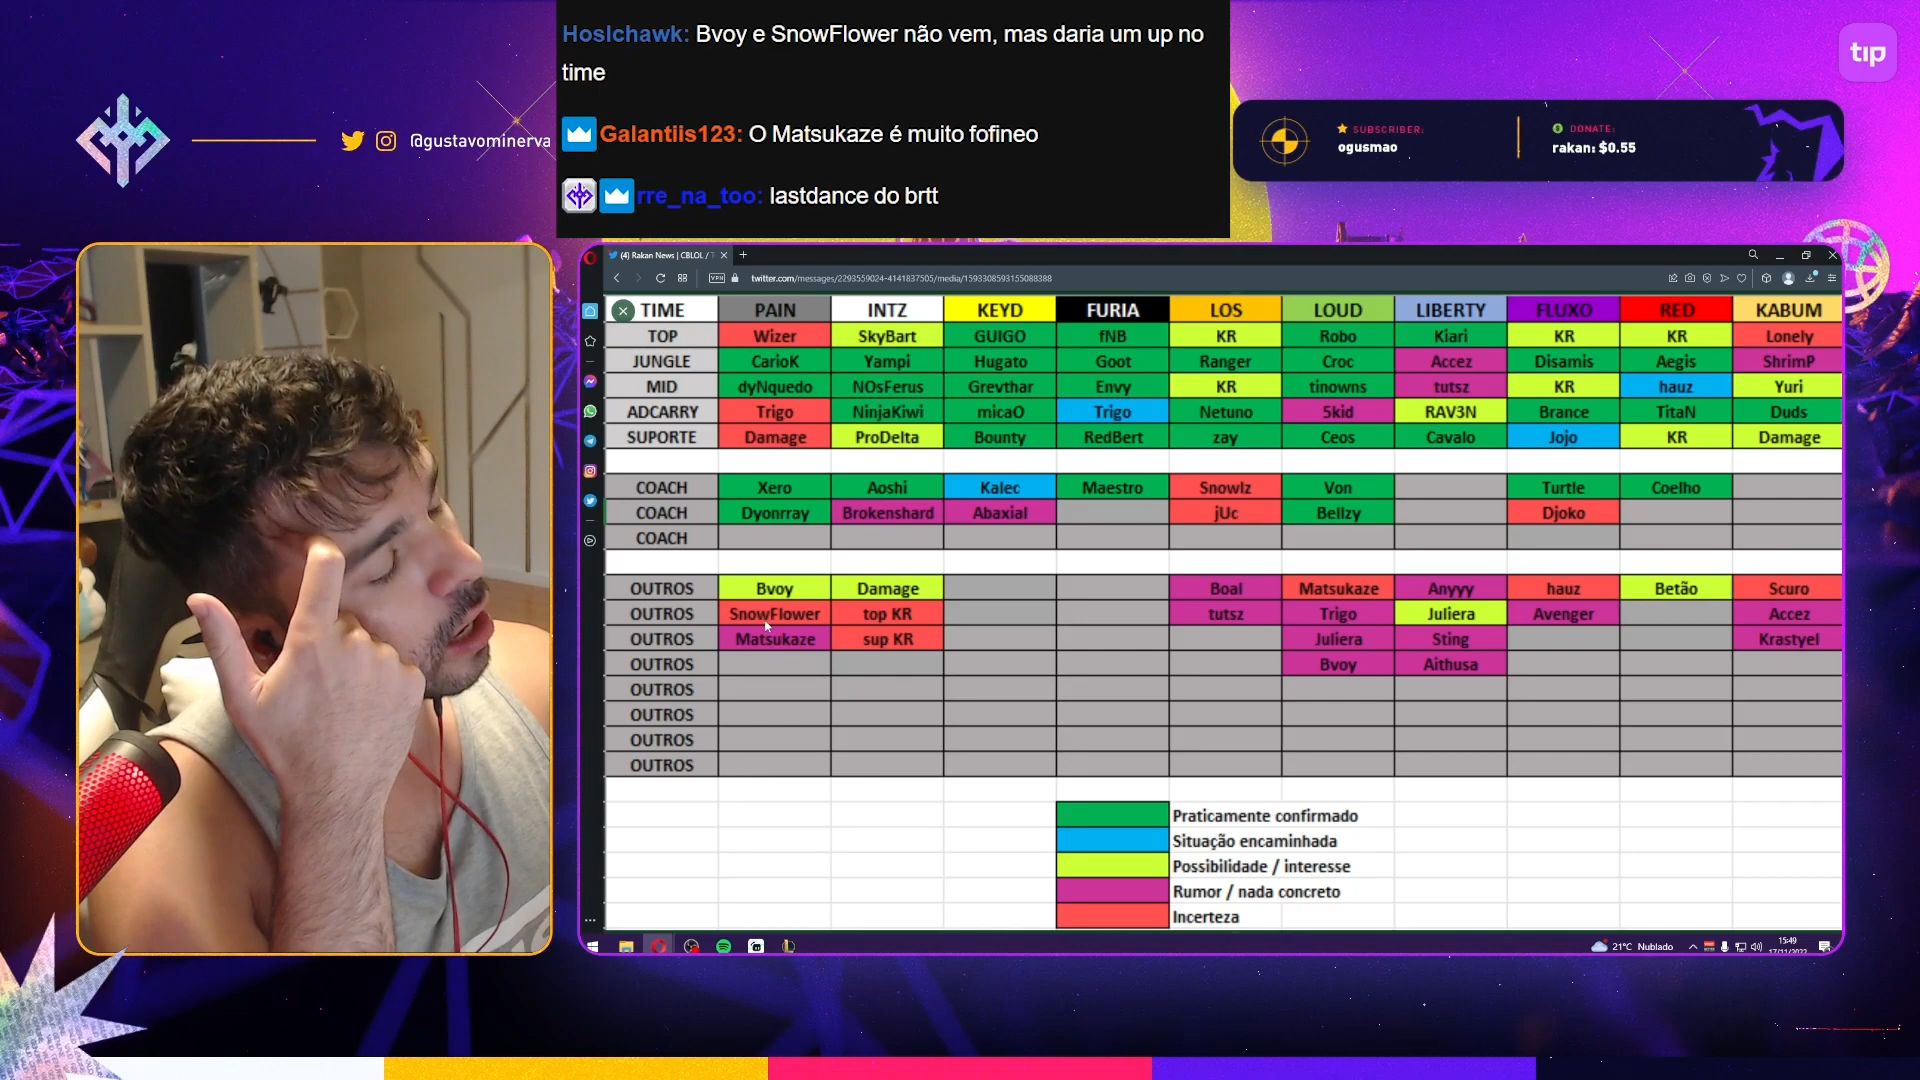 Hoslchawk: Bvoy e SnowFlower não vem, mas daria um up no
time
Galantiis123: O Matsukaze é muito fofineo
rre_na_too: lastdance do brtt
tip
@gustavominerva
SUBSCRIBER:
ogusmao
DONATE:
rakan: $0.55
(4) Rakan News | CBLOL /
VPN
twitter.com/messages/2293559024-4141837505/media/1593308593155088388
TIME PAIN INTZ KEYD FURIA LOS LOUD LIBERTY FLUXO RED KABUM
TOP Wizer SkyBart GUIGO fNB KR Robo Kiari KR KR Lonely
JUNGLE CarioK Yampi Hugato Goot Ranger Croc Accez Disamis Aegis ShrimP
MID dyNquedo NOsFerus Grevthar Envy KR tinowns tutsz KR hauz Yuri
ADCARRY Trigo NinjaKiwi micaO Trigo Netuno 5kid RAV3N Brance TitaN Duds
SUPORTE Damage ProDelta Bounty RedBert zay Ceos Cavalo Jojo KR Damage
COACH Xero Aoshi Kalec Maestro Snowlz Von Turtle Coelho
COACH Dyonrray Brokenshard Abaxial jUc Bellzy Djoko
COACH
OUTROS Bvoy Damage Boal Matsukaze Anyyy hauz Betão Scuro
OUTROS SnowFlower top KR tutsz Trigo Juliera Avenger Accez
OUTROS Matsukaze sup KR Juliera Sting Krastyel
OUTROS Bvoy Aithusa
OUTROS
OUTROS
OUTROS
OUTROS
Praticamente confirmado
Situação encaminhada
Possibilidade / interesse
Rumor / nada concreto
Incerteza
21°C Nublado
15:49